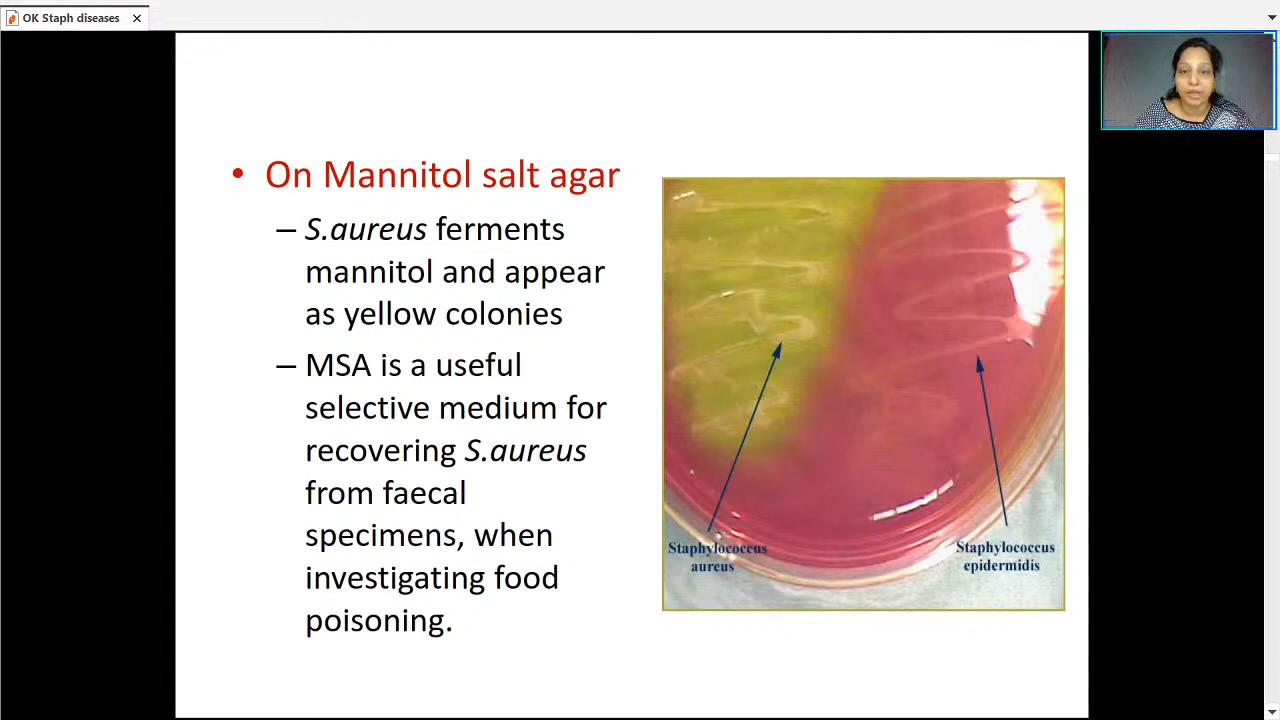 OK Staph diseases
• On Mannitol salt agar
– S.aureus ferments
mannitol and appear
as yellow colonies
– MSA is a useful
selective medium for
recovering S.aureus
from faecal
specimens, when
investigating food
poisoning.
Staphylococcus
aureus
Staphylococcus
epidermidis